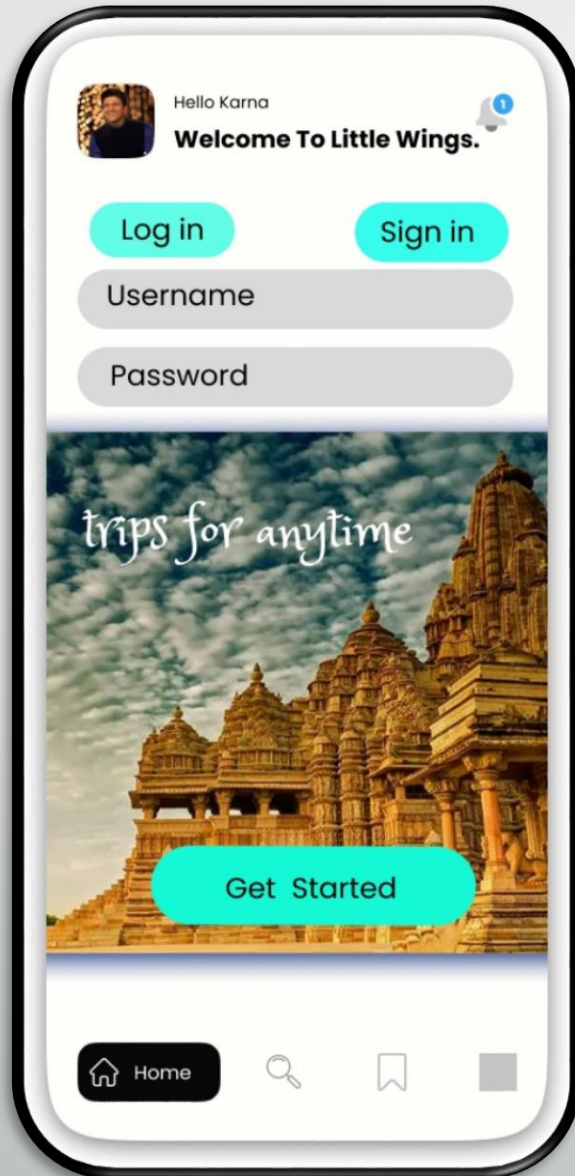 Hello Karna
1
Welcome To Little Wings.
Log in
Sign in
Username
Password
trips for anytime
Get Started
Home